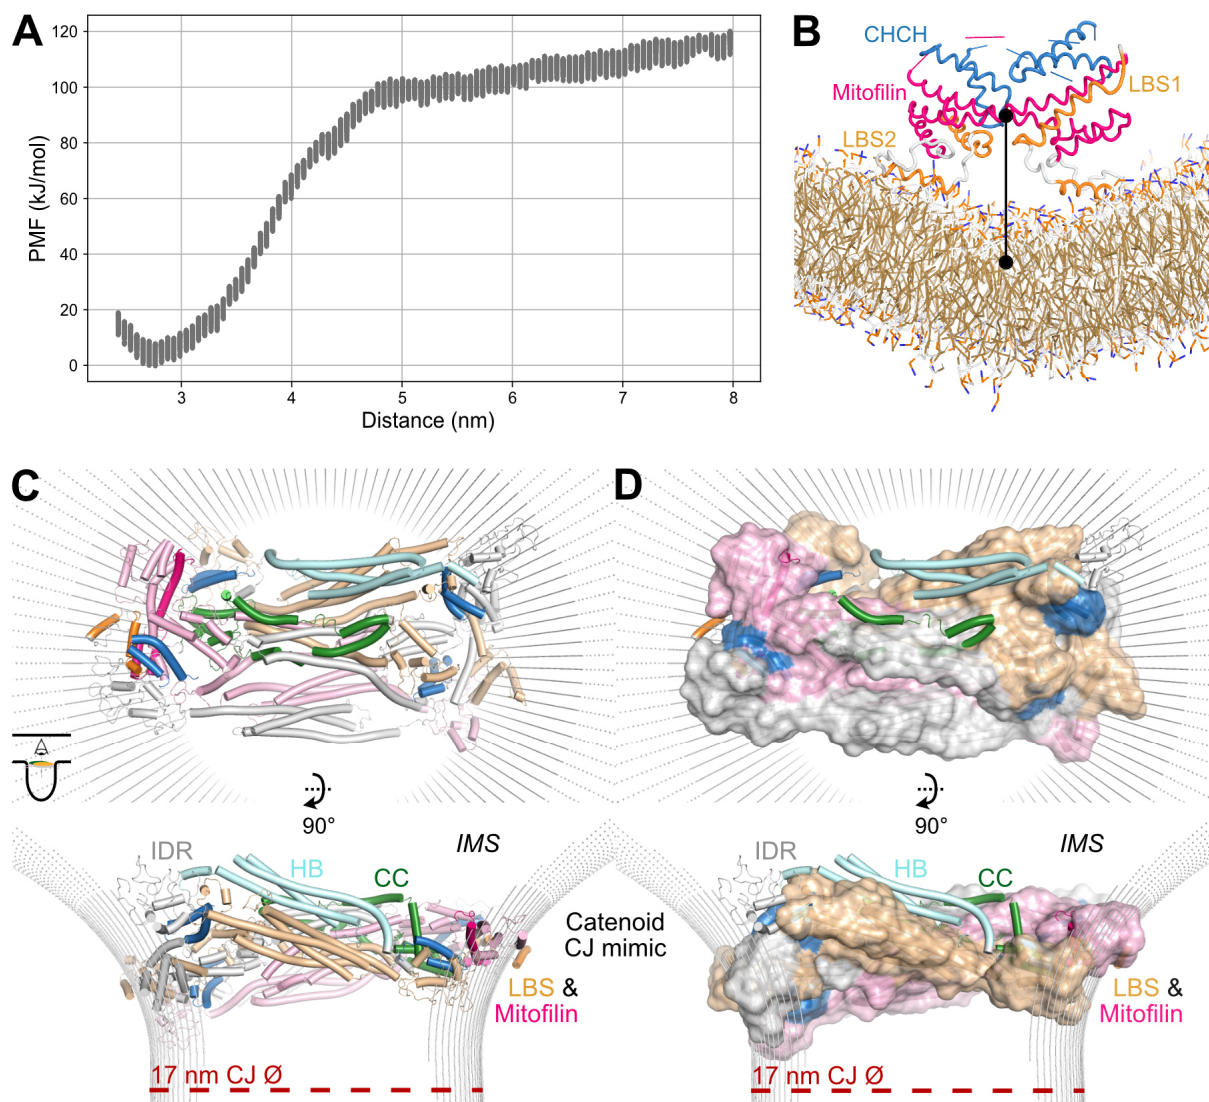 A
PMF (kJ/mol)
120
100
80
60
40
20
0
3
4
5
6
7
8
Distance (nm)
B
CHCH
Mitofilin
LBS1
LBS2
C
90°
IDR
HB
CC
IMS
LBS &
Mitofilin
17 nm CJ Ø
Catenoid
CJ mimic
D
90°
IDR
HB
CC
IMS
LBS &
Mitofilin
17 nm CJ Ø